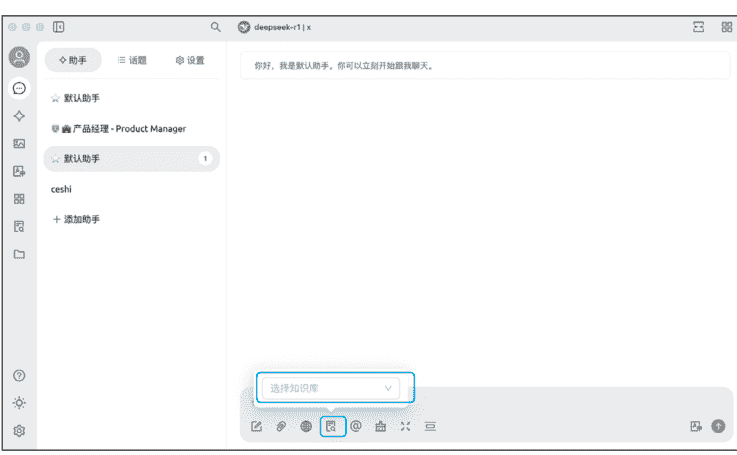 deepseek-r1 | x
助手
话题
设置
你好，我是默认助手。你可以立刻开始跟我聊天。
默认助手
产品经理 - Product Manager
默认助手
1
ceshi
+ 添加助手
选择知识库